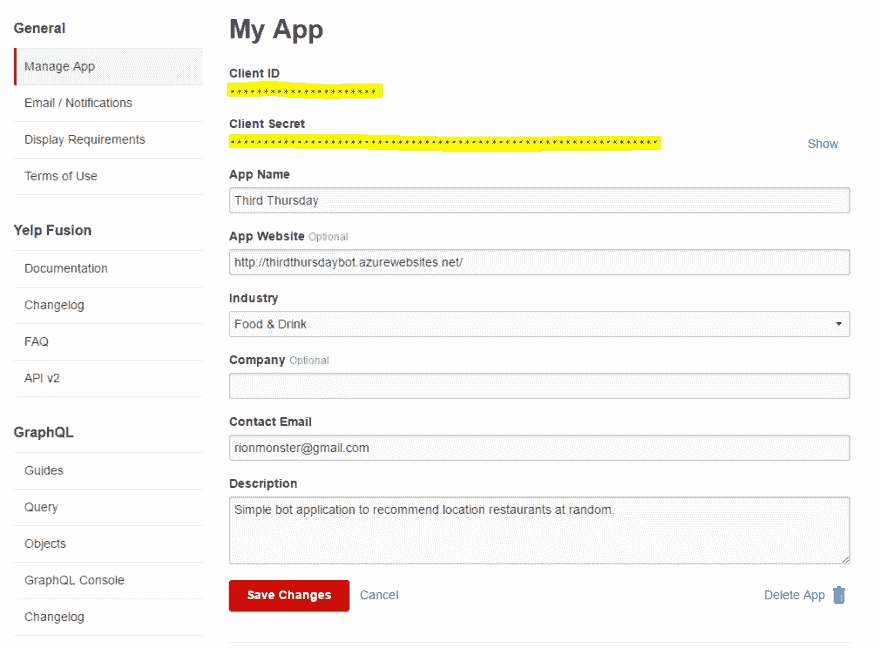 General
Manage App
Email / Notifications
Display Requirements
Terms of Use
Yelp Fusion
Documentation
Changelog
FAQ
API v2
GraphQL
Guides
Query
Objects
GraphQL Console
Changelog
My App
Client ID
Client Secret
Show
App Name
Third Thursday
App Website Optional
http://thirdthursdaybot.azurewebsites.net/
Industry
Food & Drink
Company Optional
Contact Email
rionmonster@gmail.com
Description
Simple bot application to recommend location restaurants at random.
Save Changes Cancel Delete App